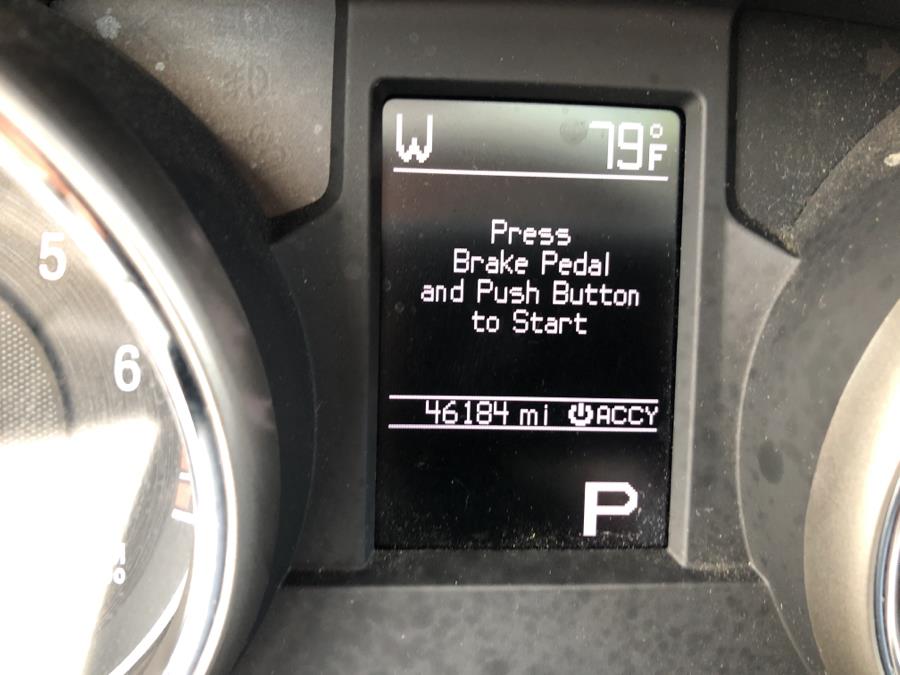 W 79°F
Press
Brake Pedal
and Push Button
to Start
46184 mi ACCY
P
5
6